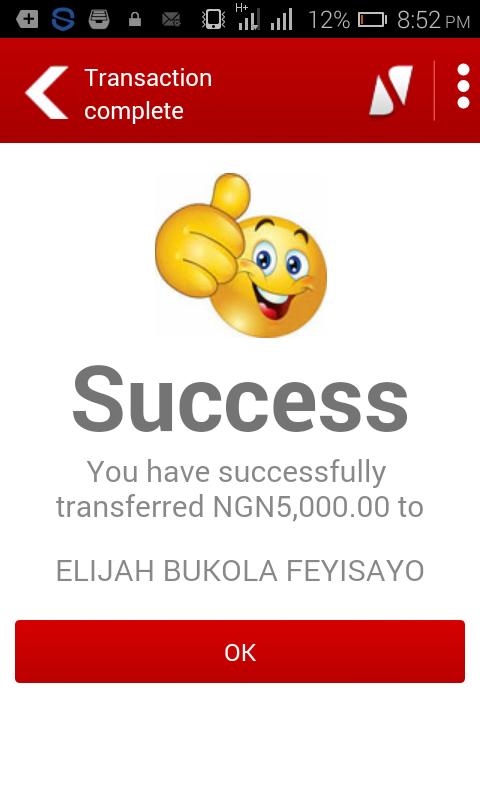 H+
12%
8:52 PM
Transaction
complete
Success
You have successfully
transferred NGN5,000.00 to
ELIJAH BUKOLA FEYISAYO
OK